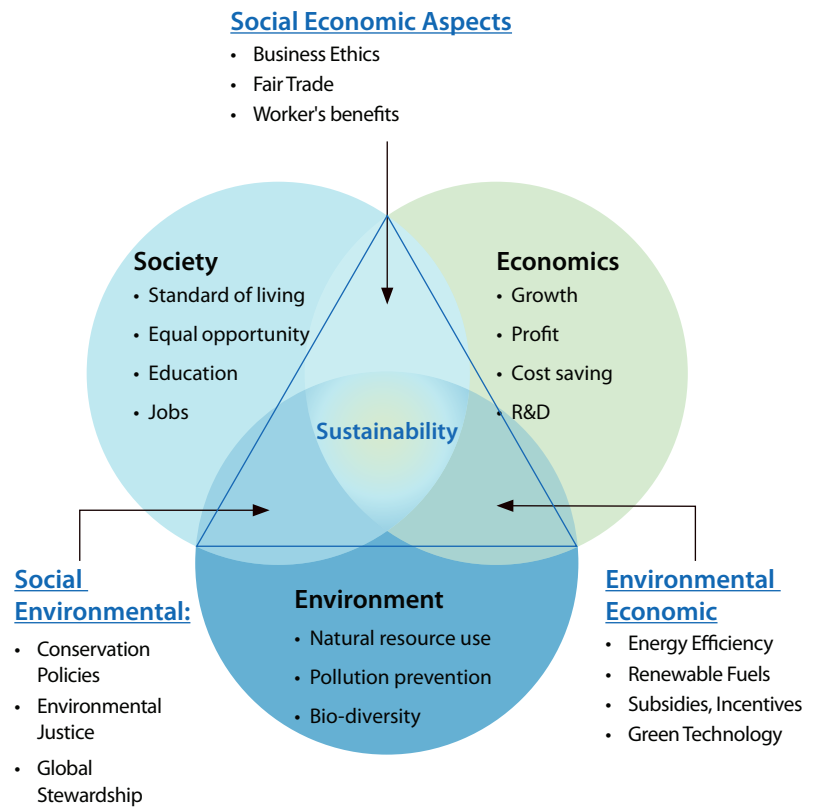 Social Economic Aspects
• Business Ethics
• Fair Trade
• Worker's benefits
Society
• Standard of living
• Equal opportunity
• Education
• Jobs
Economics
• Growth
• Profit
• Cost saving
• R&D
Sustainability
Social
Environmental:
• Conservation
Policies
• Environmental
Justice
• Global
Stewardship
Environment
• Natural resource use
• Pollution prevention
• Bio-diversity
Environmental
Economic
• Energy Efficiency
• Renewable Fuels
• Subsidies, Incentives
• Green Technology